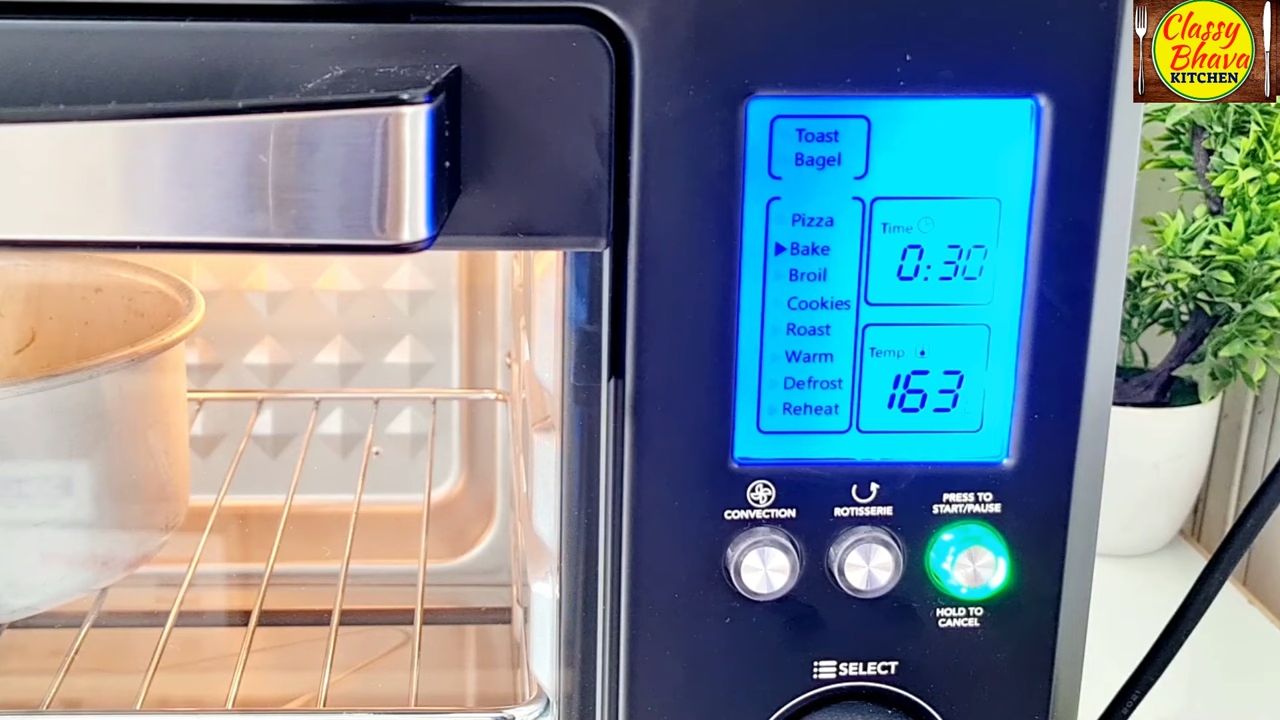 Classy
Bhava
KITCHEN
Toast
Bagel
Pizza
Bake
Broil
Cookies
Roast
Warm
Defrost
Reheat
Time
0:30
Temp.
163
CONVECTION
ROTISSERIE
PRESS TO
START/PAUSE
HOLD TO
CANCEL
SELECT
2021